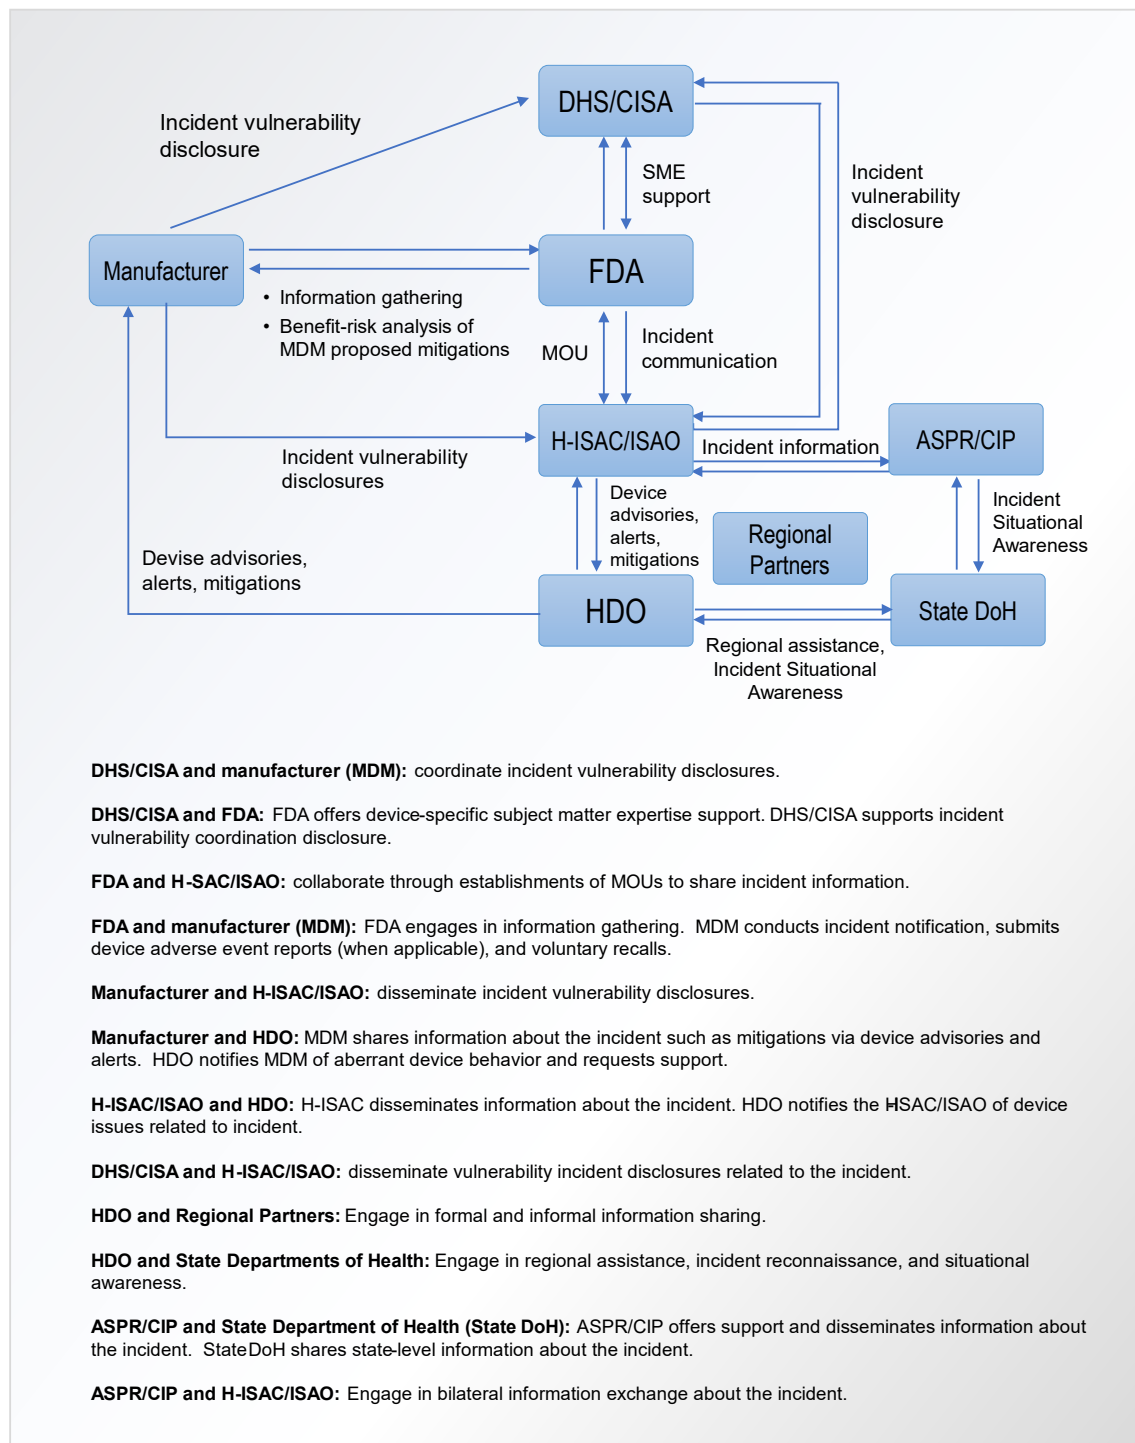 DHS/CISA
Incident vulnerability
disclosure
SME
support
Incident
vulnerability
disclosure
Manufacturer
FDA
• Information gathering
• Benefit-risk analysis of
MDM proposed mitigations
MOU
Incident
communication
H-ISAC/ISAO
Incident information
ASPR/CIP
Incident vulnerability
disclosures
Device
advisories,
alerts,
mitigations
Incident
Situational
Awareness
Regional
Partners
Devise advisories,
alerts, mitigations
HDO
State DoH
Regional assistance,
Incident Situational
Awareness
DHS/CISA and manufacturer (MDM): coordinate incident vulnerability disclosures.
DHS/CISA and FDA: FDA offers device-specific subject matter expertise support. DHS/CISA supports incident
vulnerability coordination disclosure.
FDA and H-SAC/ISAO: collaborate through establishments of MOUs to share incident information.
FDA and manufacturer (MDM): FDA engages in information gathering. MDM conducts incident notification, submits
device adverse event reports (when applicable), and voluntary recalls.
Manufacturer and H-ISAC/ISAO: disseminate incident vulnerability disclosures.
Manufacturer and HDO: MDM shares information about the incident such as mitigations via device advisories and
alerts. HDO notifies MDM of aberrant device behavior and requests support.
H-ISAC/ISAO and HDO: H-ISAC disseminates information about the incident. HDO notifies the H-SAC/ISAO of device
issues related to incident.
DHS/CISA and H-ISAC/ISAO: disseminate vulnerability incident disclosures related to the incident.
HDO and Regional Partners: Engage in formal and informal information sharing.
HDO and State Departments of Health: Engage in regional assistance, incident reconnaissance, and situational
awareness.
ASPR/CIP and State Department of Health (State DoH): ASPR/CIP offers support and disseminates information about
the incident. State DoH shares state-level information about the incident.
ASPR/CIP and H-ISAC/ISAO: Engage in bilateral information exchange about the incident.